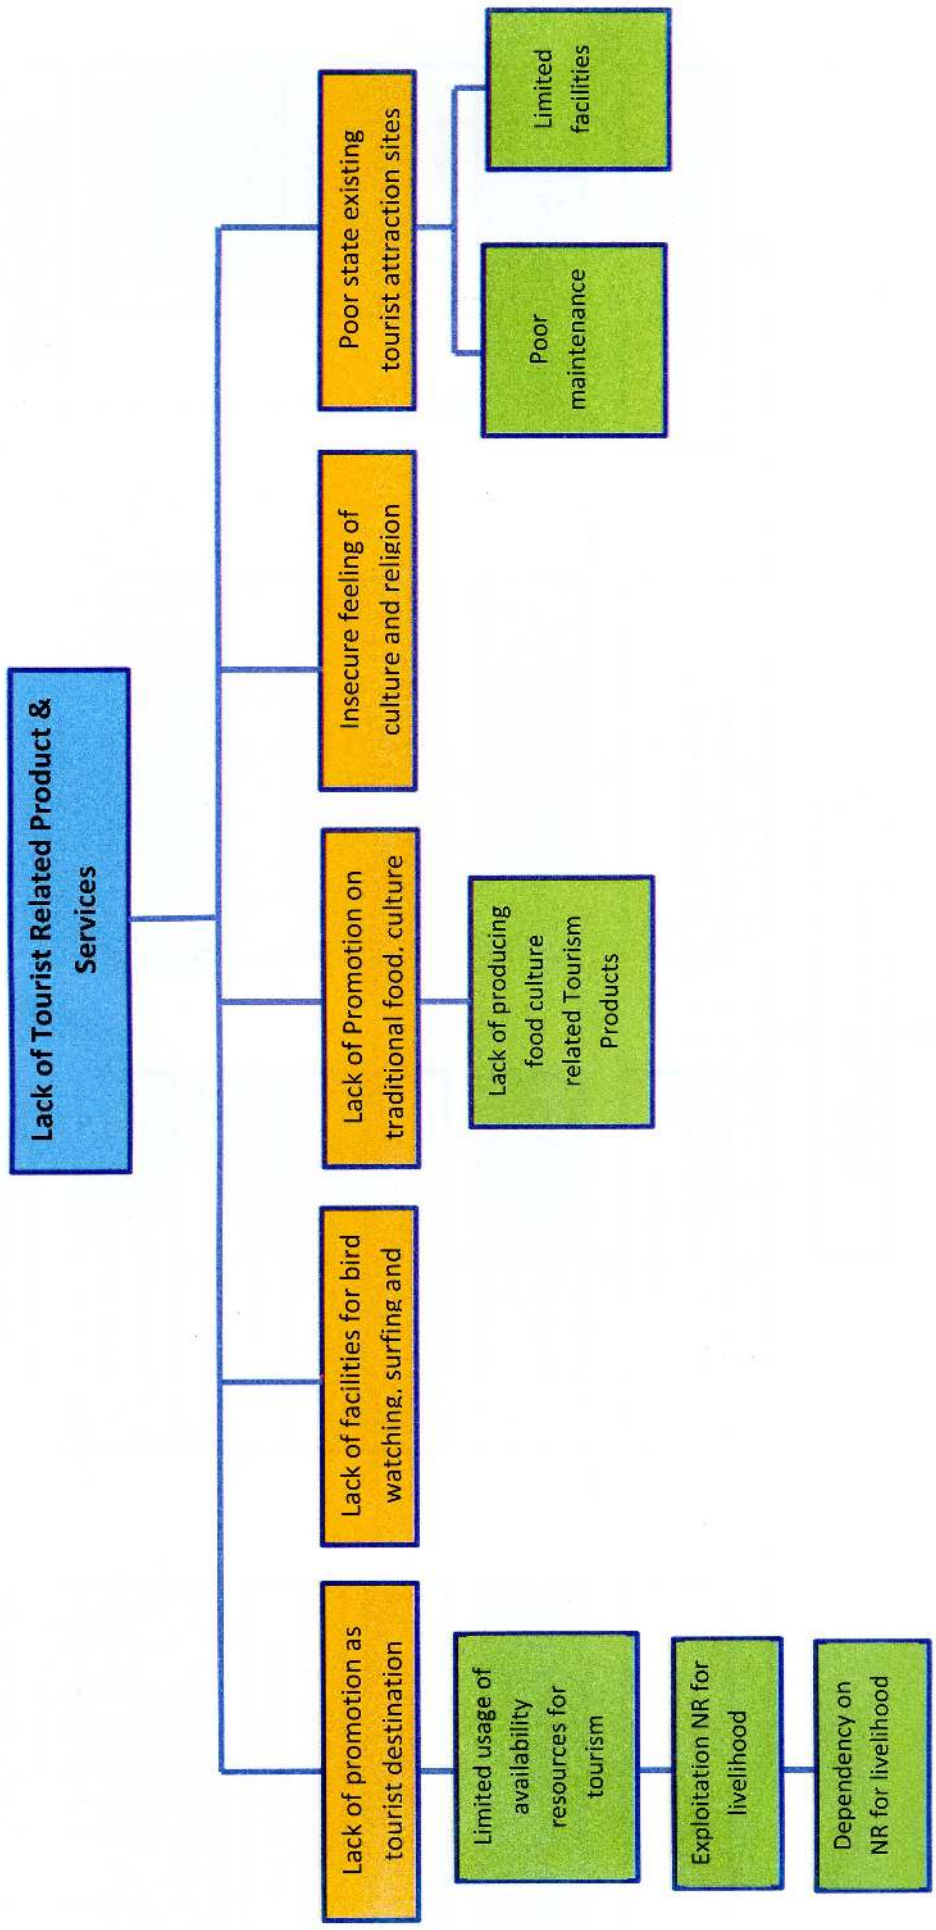 Lack of Tourist Related Product &
Services
Lack of promotion as
tourist destination
Lack of facilities for bird
watching, surfing and
Lack of Promotion on
traditional food, culture
Insecure feeling of
culture and religion
Poor state existing
tourist attraction sites
Limited usage of
availability
resources for
tourism
Lack of producing
food culture
related Tourism
Products
Poor
maintenance
Limited
facilities
Exploitation NR for
livelihood
Dependency on
NR for livelihood